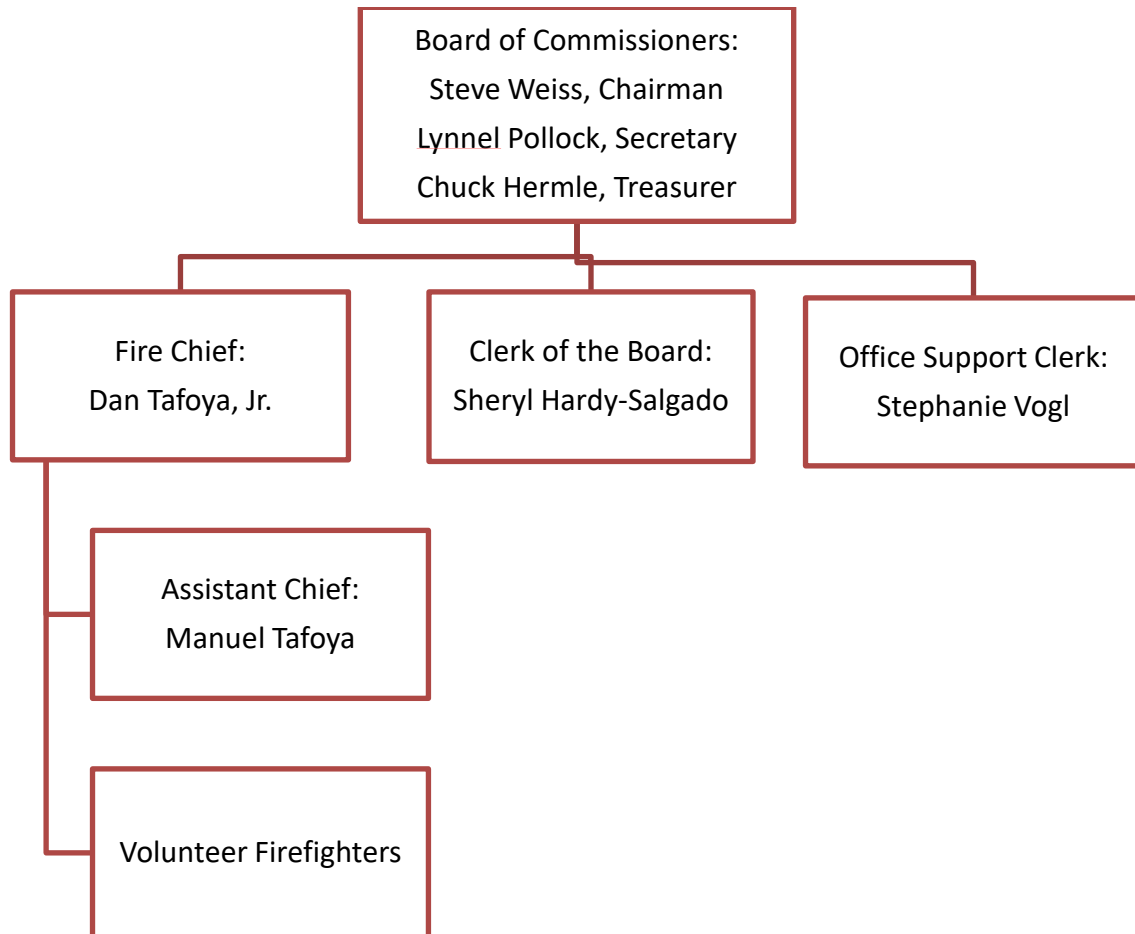 Board of Commissioners:
Steve Weiss, Chairman
Lynnel Pollock, Secretary
Chuck Hermle, Treasurer
Fire Chief:
Dan Tafoya, Jr.
Clerk of the Board:
Sheryl Hardy-Salgado
Office Support Clerk:
Stephanie Vogl
Assistant Chief:
Manuel Tafoya
Volunteer Firefighters